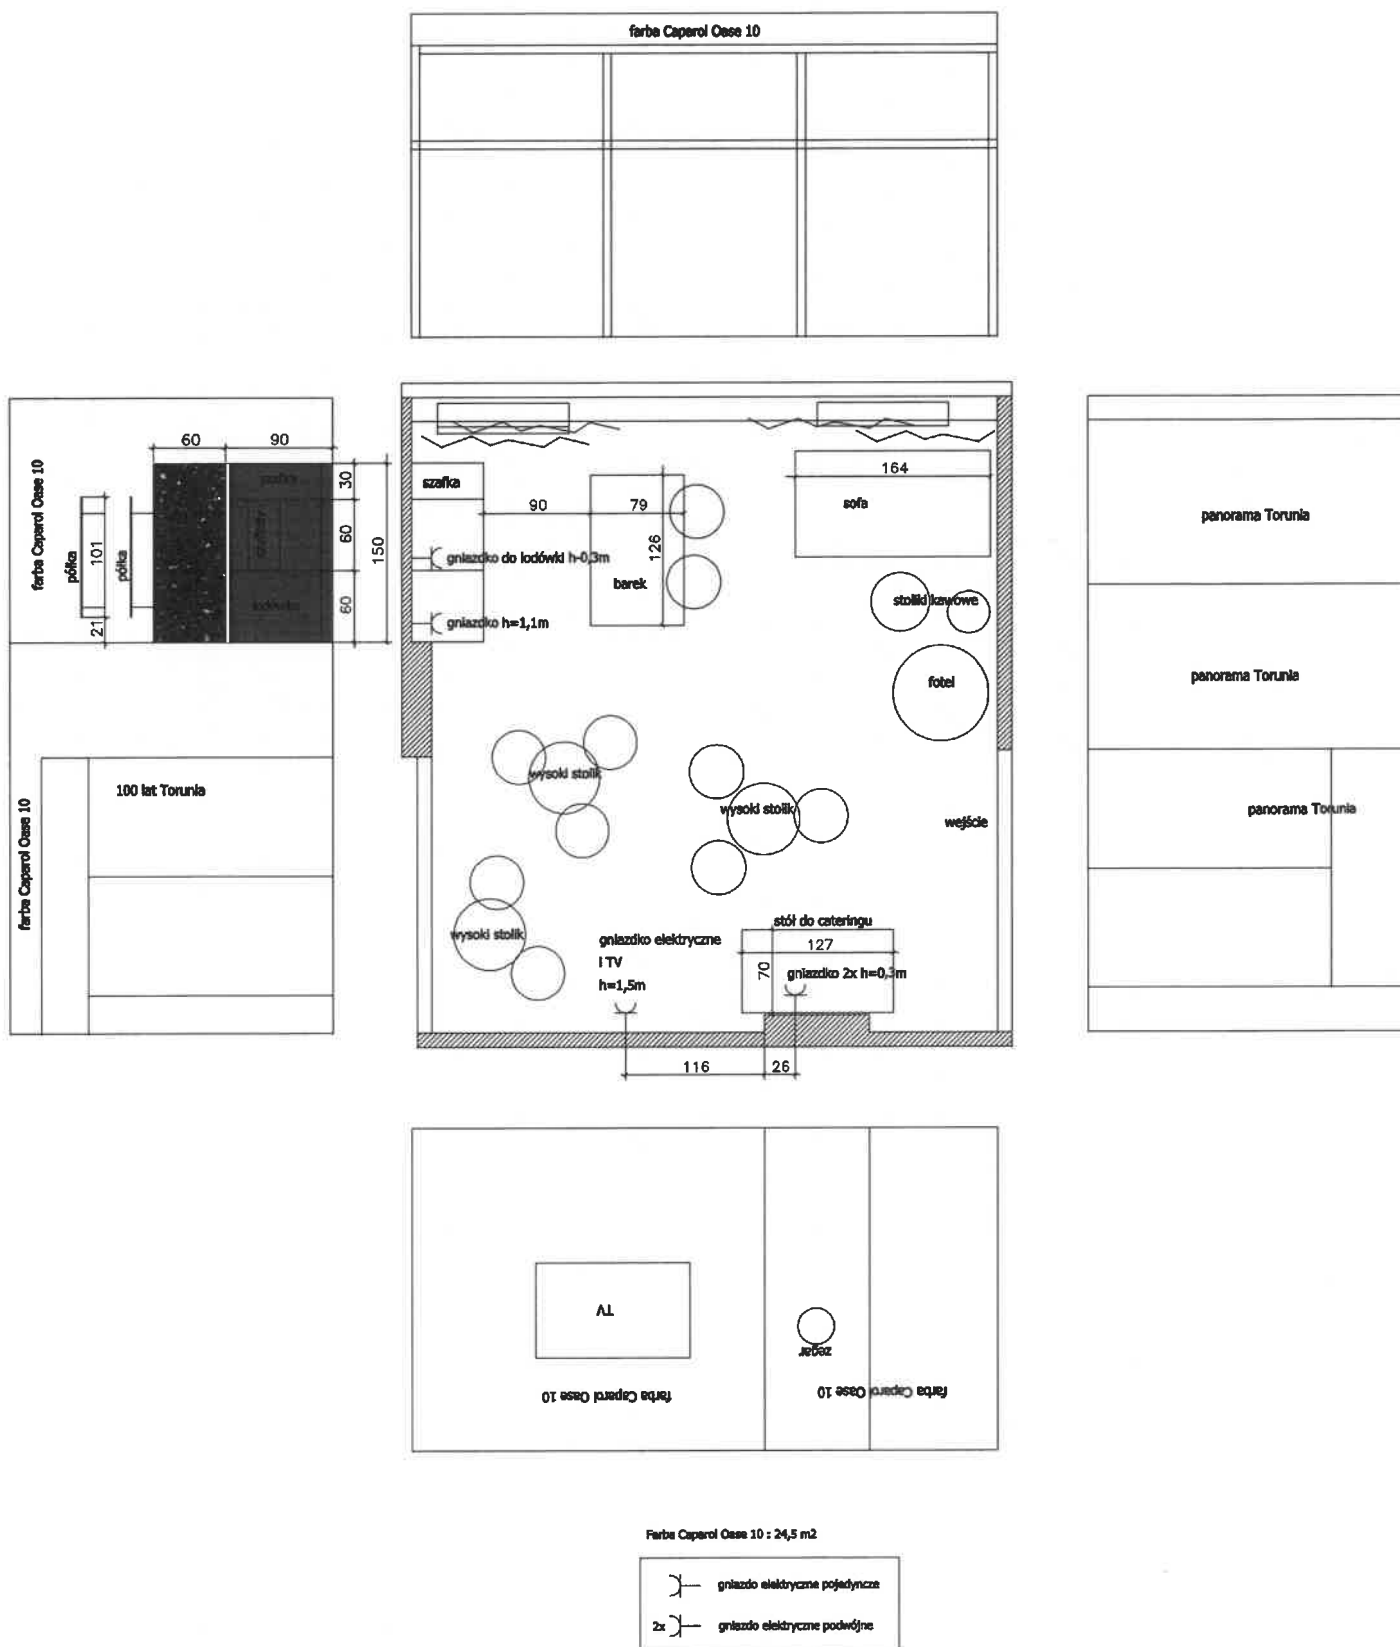 farba Caparol Oase 10
60
90
farba Caparol Oase 10
półka
101
21
półka
szafka
szuflady
lodówka
30
60
60
150
szafka
90
79
126
barek
gniazdko do lodówki h-0,3m
gniazdko h=1,1m
164
sofa
stoliki kawowe
fotel
wysoki stolik
wysoki stolik
wysoki stolik
wejście
stół do cateringu
127
70
gniazdko 2x h=0,3m
gniazdko elektryczne
i TV
h=1,5m
116
26
farba Caparol Oase 10
100 lat Torunia
panorama Torunia
panorama Torunia
panorama Torunia
TV
zegar
farba Caparol Oase 10
farba Caparol Oase 10
Farba Caparol Oase 10 : 24,5 m2
gniazdo elektryczne pojedyncze
2x
gniazdo elektryczne podwójne